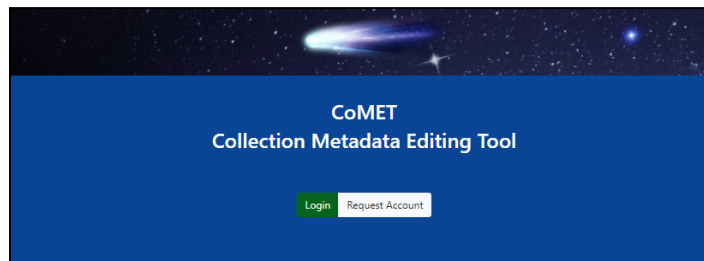 CoMET
Collection Metadata Editing Tool
Login Request Account